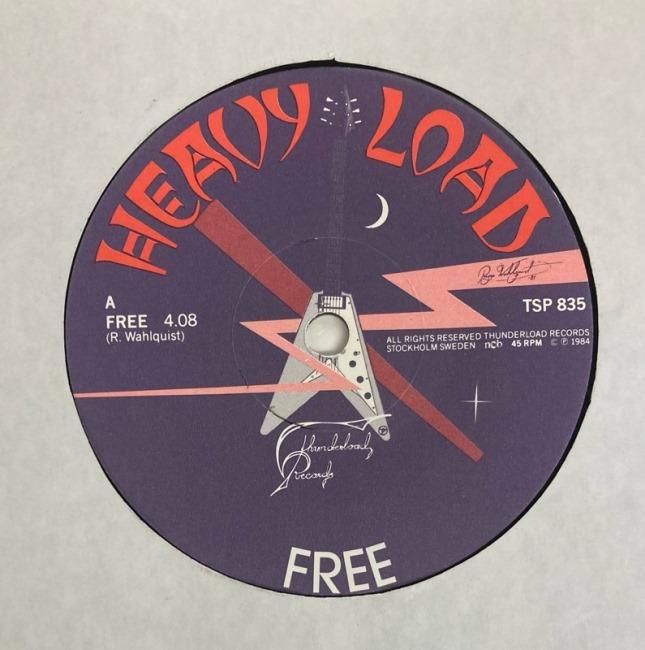 HEAVY LOAD
A
FREE 4.08
(R. Wahlquist)
TSP 835
ALL RIGHTS RESERVED THUNDERLOAD RECORDS
STOCKHOLM SWEDEN ncb 45 RPM © ℗ 1984
Thunderload
Records
FREE